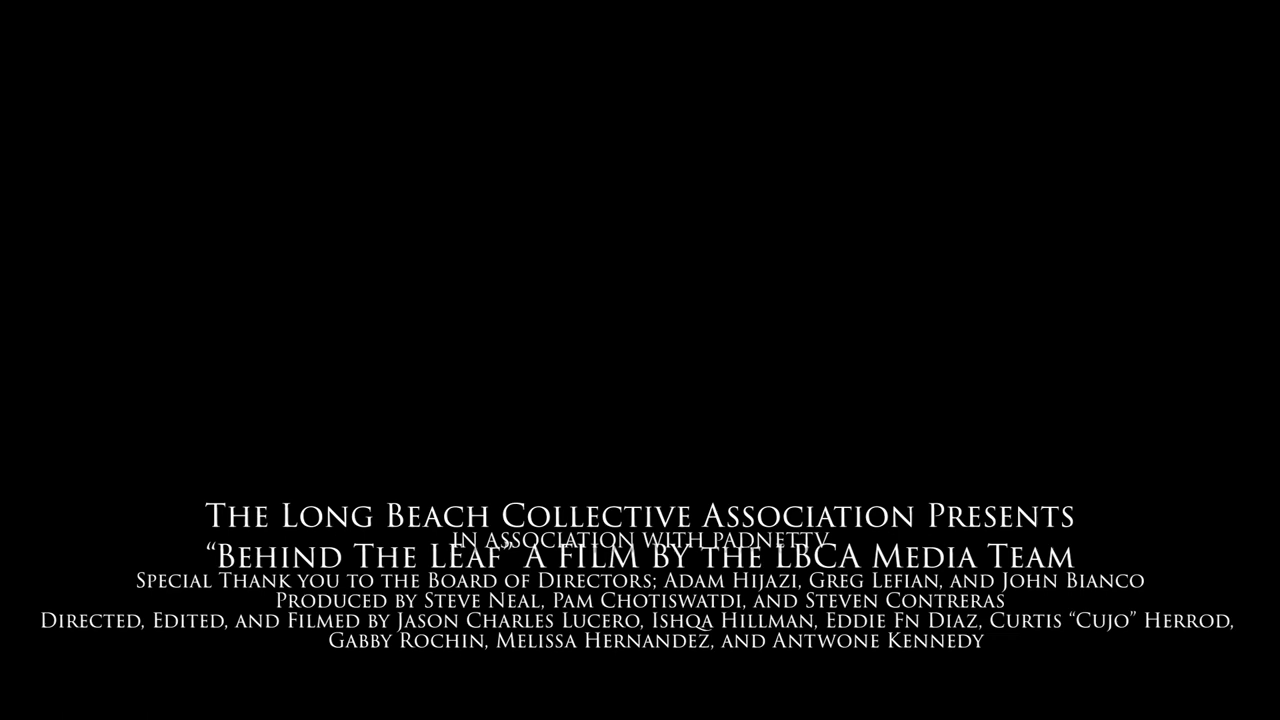 The Long Beach Collective Association Presents
in association with PADNETTV
“Behind The LEaf” A film by the LBCA Media Team
Special Thank you to the Board of Directors; Adam Hijazi, Greg Lefian, and John Bianco
Produced by Steve Neal, Pam Chotiswatdi, and Steven Contreras
Directed, Edited, and Filmed by Jason Charles Lucero, Ishqa Hillman, Eddie Fn Diaz, Curtis “Cujo” Herrod,
Gabby Rochin, Melissa Hernandez, and Antwone Kennedy